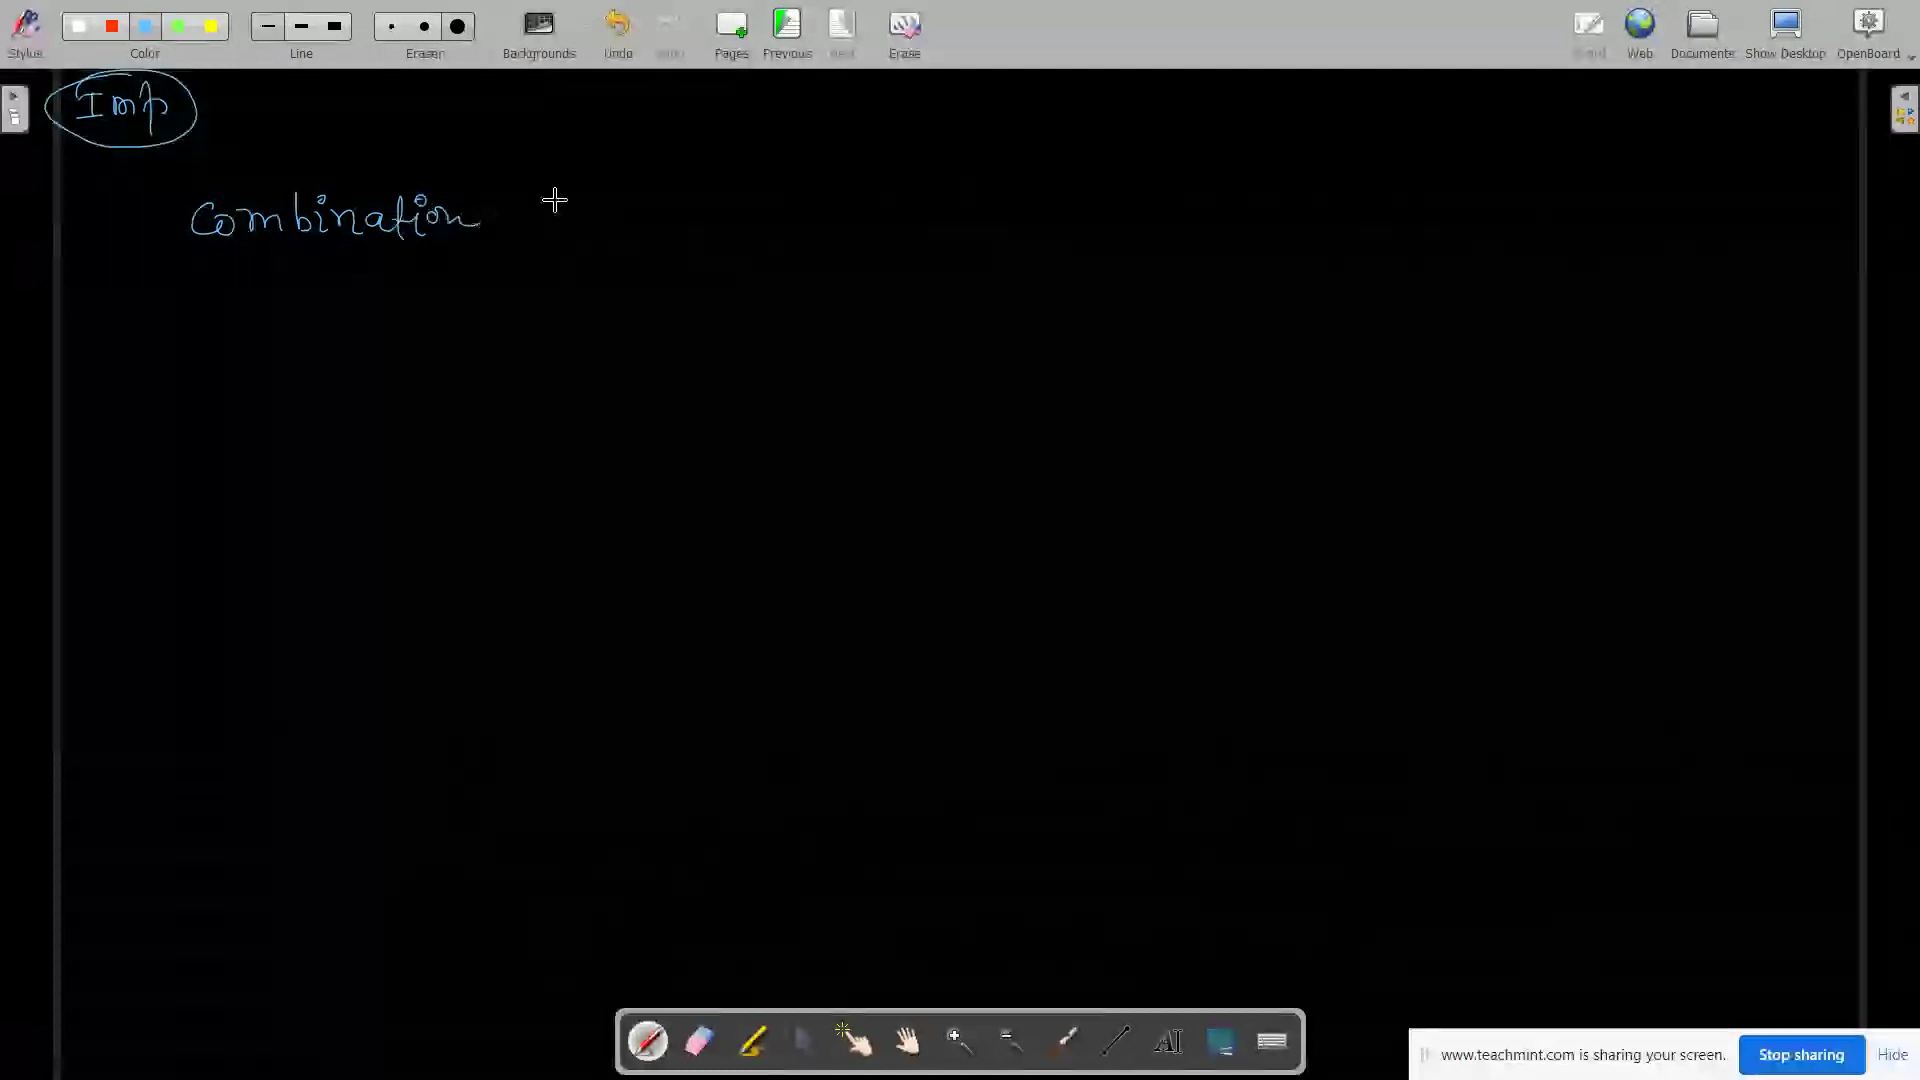 Stylus
Color
Line
Eraser
Backgrounds
Undo
Pages
Previous
Erase
Web
Documents
Show Desktop
OpenBoard
Imp
Combination
www.teachmint.com is sharing your screen.
Stop sharing
Hide